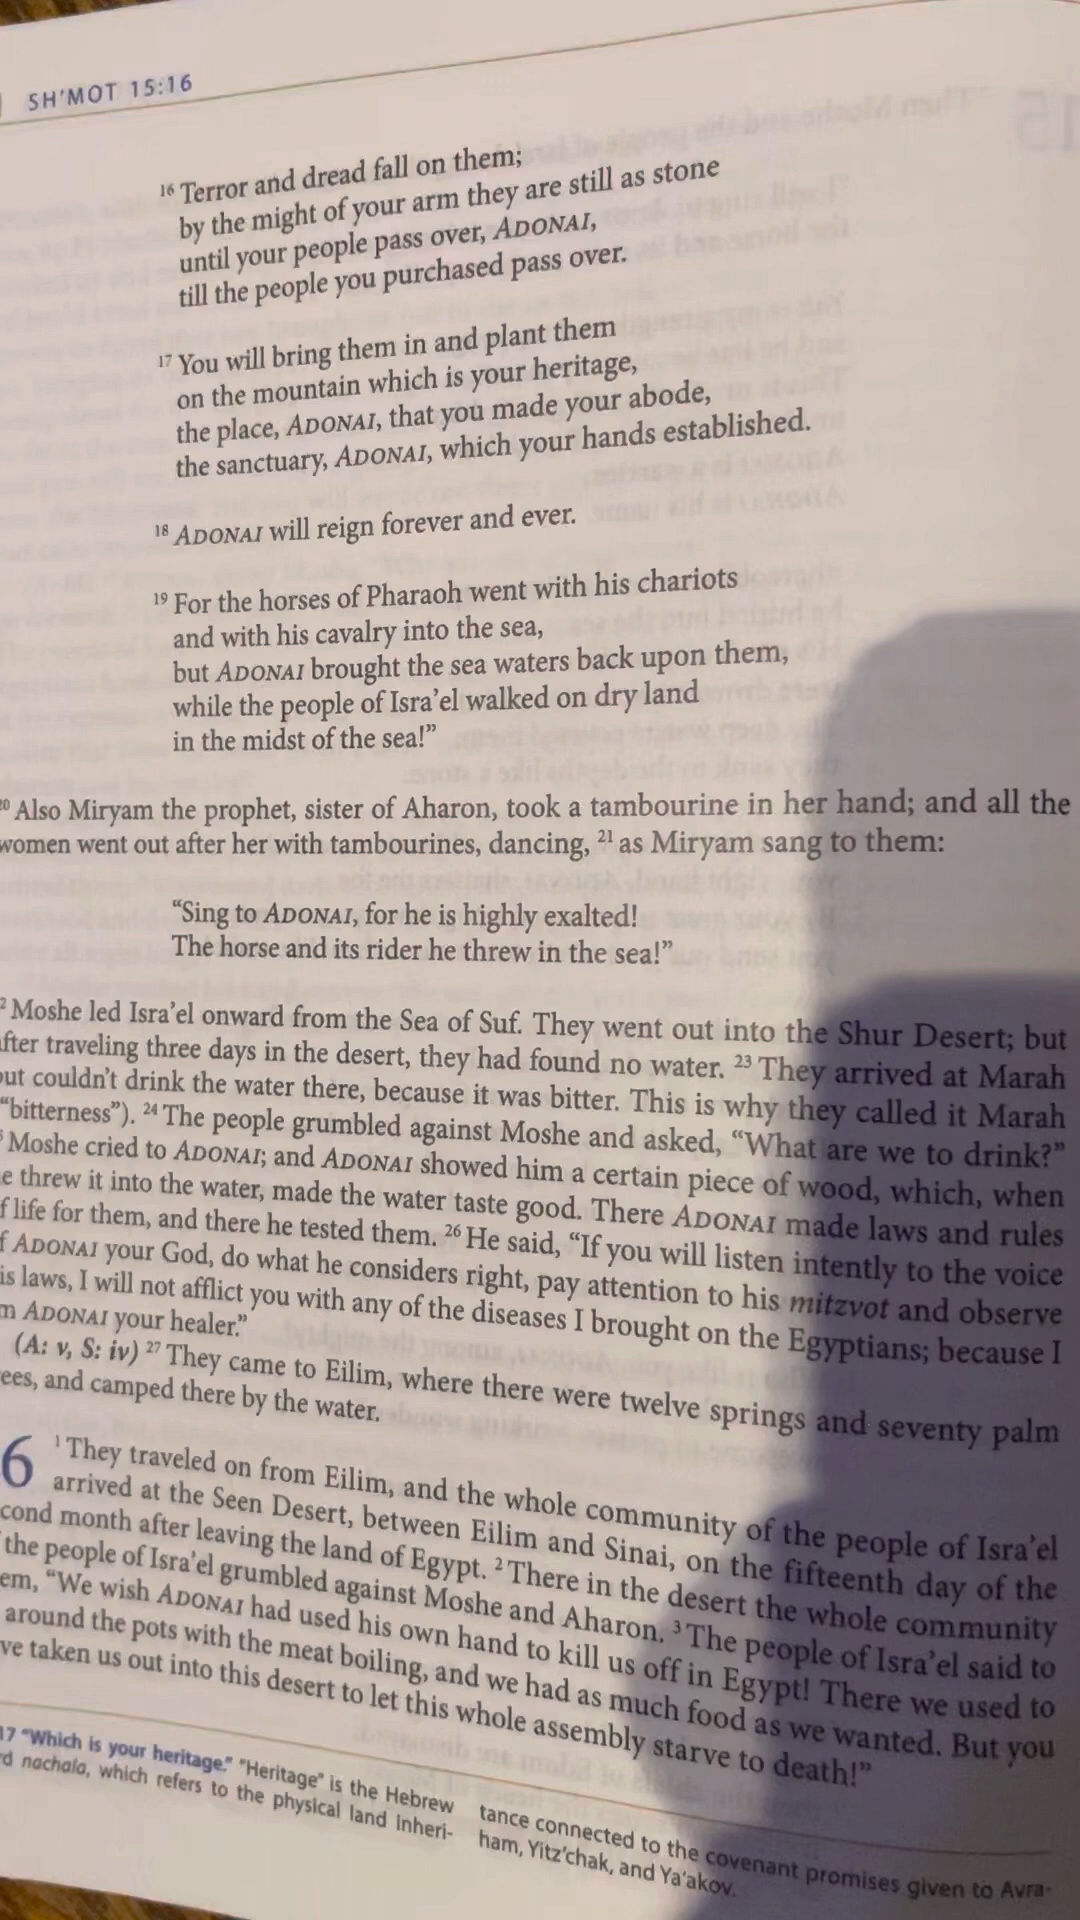 SH'MOT 15:16
16 Terror and dread fall on them;
by the might of your arm they are still as stone
until your people pass over, ADONAI,
till the people you purchased pass over.
17 You will bring them in and plant them
on the mountain which is your heritage,
the place, ADONAI, that you made your abode,
the sanctuary, ADONAI, which your hands established.
18 ADONAI will reign forever and ever.
19 For the horses of Pharaoh went with his chariots
and with his cavalry into the sea,
but ADONAI brought the sea waters back upon them,
while the people of Isra'el walked on dry land
in the midst of the sea!”
Also Miryam the prophet, sister of Aharon, took a tambourine in her hand; and all the
women went out after her with tambourines, dancing, 21 as Miryam sang to them:
“Sing to ADONAI, for he is highly exalted!
The horse and its rider he threw in the sea!”
Moshe led Isra'el onward from the Sea of Suf. They went out into the Shur Desert; but
after traveling three days in the desert, they had found no water. 23 They arrived at Marah
but couldn't drink the water there, because it was bitter. This is why they called it Marah
“bitterness”). 24 The people grumbled against Moshe and asked, “What are we to drink?”
Moshe cried to ADONAI; and ADONAI showed him a certain piece of wood, which, when
threw it into the water, made the water taste good. There ADONAI made laws and rules
life for them, and there he tested them. 26 He said, “If you will listen intently to the voice
ADONAI your God, do what he considers right, pay attention to his mitzvot and observe
laws, I will not afflict you with any of the diseases I brought on the Egyptians; because I
ADONAI your healer.”
(A: v, S: iv) 27 They came to Eilim, where there were twelve springs and seventy palm
and camped there by the water.
6 1 They traveled on from Eilim, and the whole community of the people of Isra'el
arrived at the Seen Desert, between Eilim and Sinai, on the fifteenth day of the
month after leaving the land of Egypt. 2 There in the desert the whole community
the people of Isra'el grumbled against Moshe and Aharon. 3 The people of Isra'el said to
“We wish ADONAI had used his own hand to kill us off in Egypt! There we used to
around the pots with the meat boiling, and we had as much food as we wanted. But you
taken us out into this desert to let this whole assembly starve to death!”
17 “Which is your heritage.” “Heritage” is the Hebrew
nachala, which refers to the physical land inheri-
tance connected to the covenant promises given to Avra-
ham, Yitz'chak, and Ya'akov.